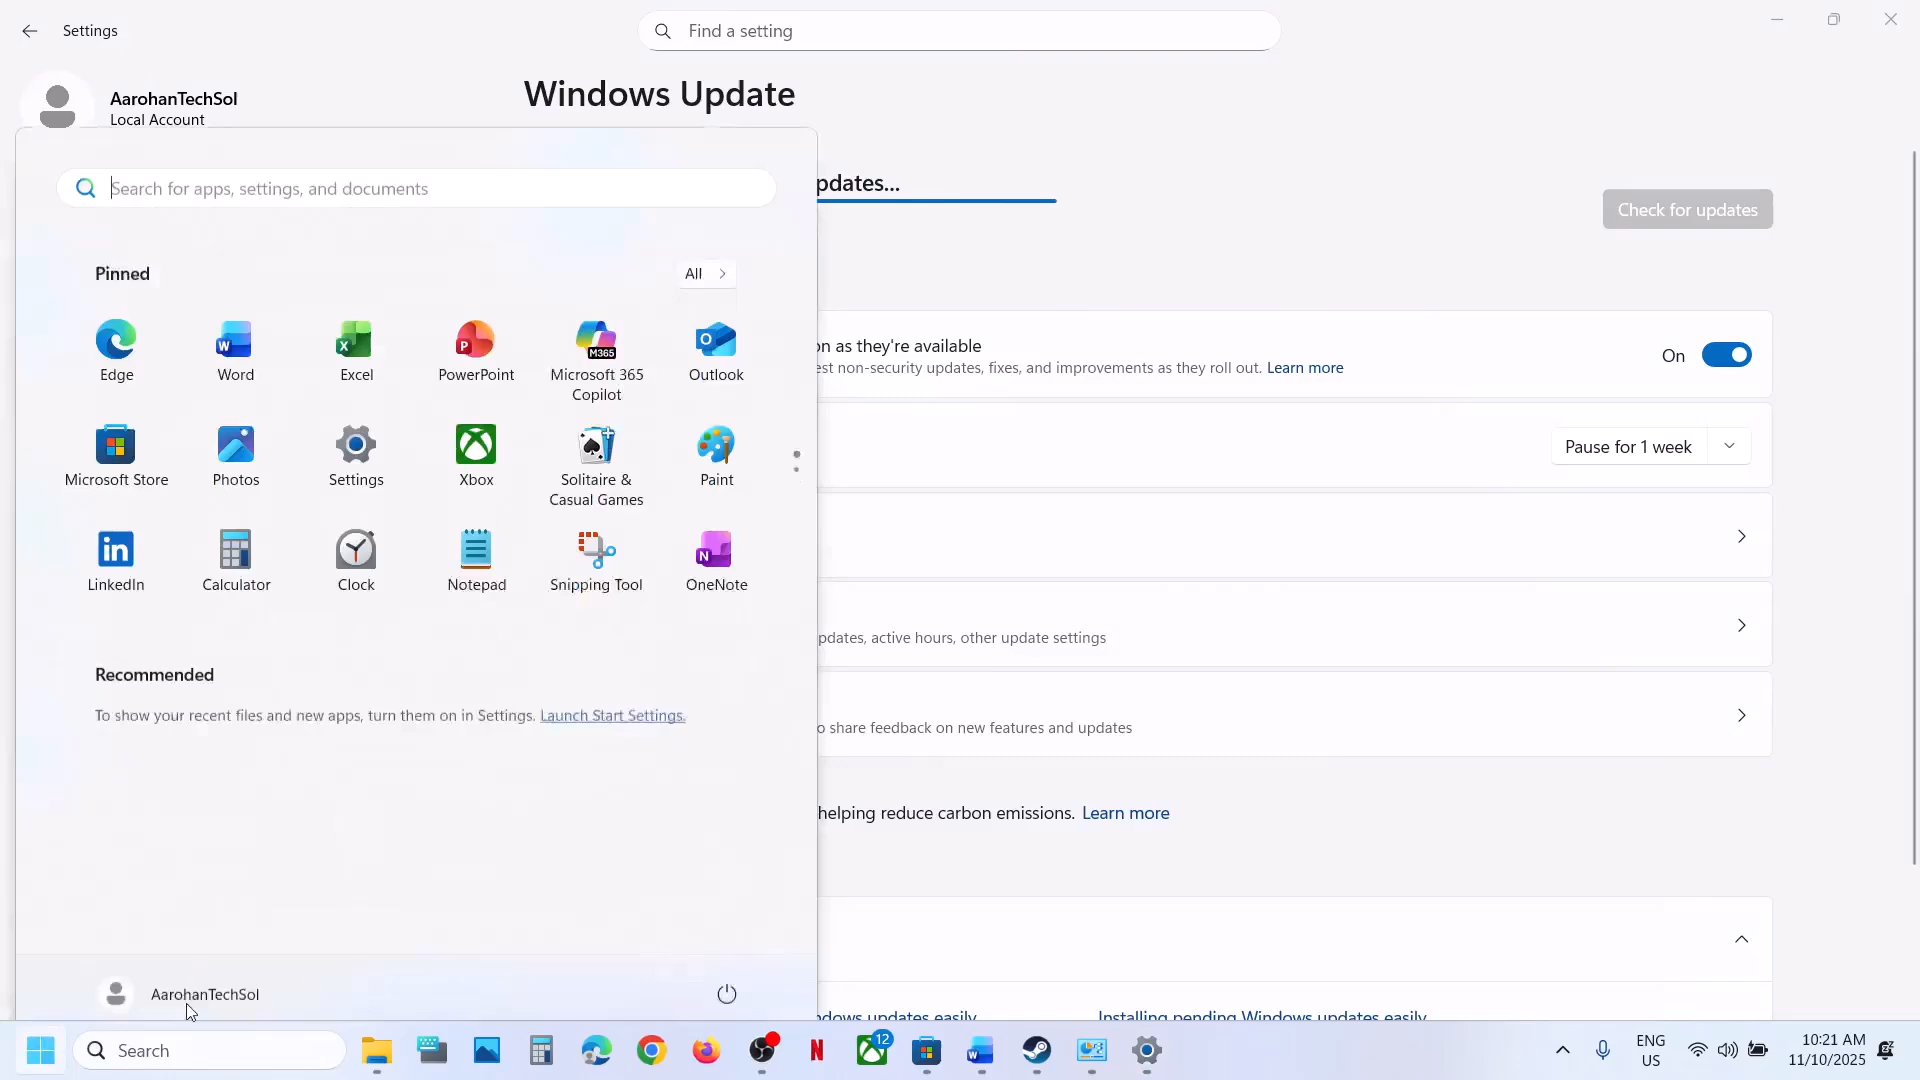 Settings
Find a setting
AarohanTechSol
Local Account
Windows Update
Search for apps, settings, and documents
pdates...
Check for updates
Pinned
All
Edge
Word
Excel
PowerPoint
Microsoft 365
Copilot
Outlook
M365
on as they're available
est non-security updates, fixes, and improvements as they roll out. Learn more
On
Microsoft Store
Photos
Settings
Xbox
Solitaire &
Casual Games
Paint
Pause for 1 week
LinkedIn
Calculator
Clock
Notepad
Snipping Tool
OneNote
pdates, active hours, other update settings
Recommended
To show your recent files and new apps, turn them on in Settings. Launch Start Settings.
o share feedback on new features and updates
helping reduce carbon emissions. Learn more
AarohanTechSol
ndows updates easily
Installing pending Windows updates easily
Search
12
ENG
US
10:21 AM
11/10/2025